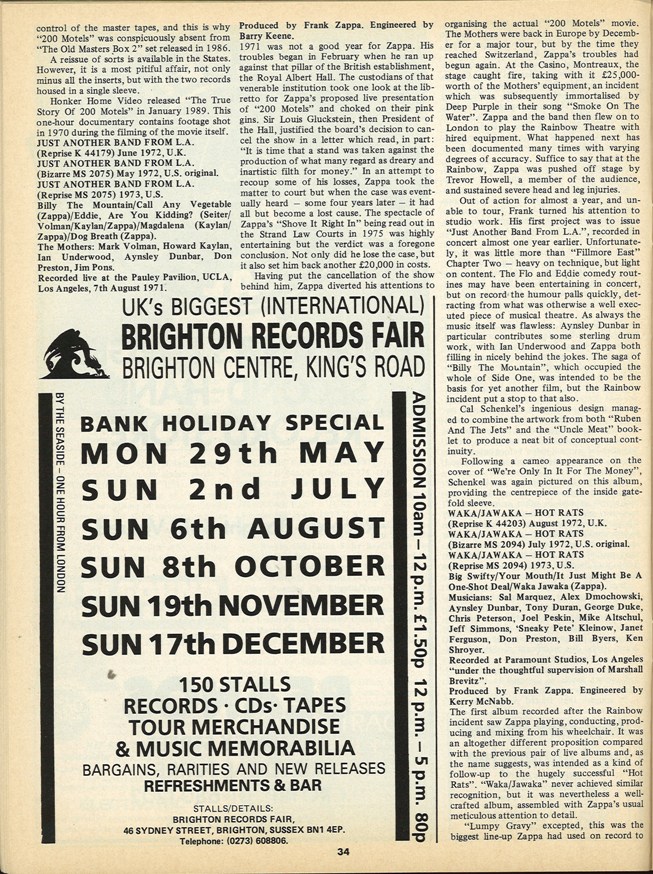 control of the master tapes, and this is why
"200 Motels" was conspicuously absent from
"The Old Masters Box 2" set released in 1986.
A reissue of sorts is available in the States.
However, it is a most pitiful affair, not only
minus all the inserts, but with the two records
housed in a single sleeve.
Honker Home Video released "The True
Story Of 200 Motels" in January 1989. This
one-hour documentary contains footage shot
in 1970 during the filming of the movie itself.
JUST ANOTHER BAND FROM L.A.
(Reprise K 44179) June 1972, U.K.
JUST ANOTHER BAND FROM L.A.
(Bizarre MS 2075) May 1972, U.S. original.
JUST ANOTHER BAND FROM L.A.
(Reprise MS 2075) 1973, U.S.
Billy The Mountain/Call Any Vegetable
(Zappa)/Eddie, Are You Kidding? (Seiter/
Volman/Kaylan/Zappa)/Magdalena (Kaylan/
Zappa)/Dog Breath (Zappa).
The Mothers: Mark Volman, Howard Kaylan,
Ian Underwood, Aynsley Dunbar, Don
Preston, Jim Pons.
Recorded live at the Pauley Pavilion, UCLA,
Los Angeles, 7th August 1971.
Produced by Frank Zappa. Engineered by
Barry Keene.
1971 was not a good year for Zappa. His
troubles began in February when he ran up
against that pillar of the British establishment,
the Royal Albert Hall. The custodians of that
venerable institution took one look at the lib-
retto for Zappa's proposed live presentation
of "200 Motels" and choked on their pink
gins. Sir Louis Gluckstein, then President of
the Hall, justified the board's decision to can-
cel the show in a letter which read, in part:
"It is time that a stand was taken against the
production of what many regard as dreary and
inartistic filth for money." In an attempt to
recoup some of his losses, Zappa took the
matter to court but when the case was event-
ually heard – some four years later – it had
all but become a lost cause. The spectacle of
Zappa's "Shove It Right In" being read out in
the Strand Law Courts in 1975 was highly
entertaining but the verdict was a foregone
conclusion. Not only did he lose the case, but
it also set him back another £20,000 in costs.
Having put the cancellation of the show
behind him, Zappa diverted his attentions to
organising the actual "200 Motels" movie.
The Mothers were back in Europe by Decemb-
er for a major tour, but by the time they
reached Switzerland, Zappa's troubles had
begun again. At the Casino, Montreaux, the
stage caught fire, taking with it £25,000-
worth of the Mothers' equipment, an incident
which was subsequently immortalised by
Deep Purple in their song "Smoke On The
Water". Zappa and the band then flew on to
London to play the Rainbow Theatre with
hired equipment. What happened next has
been documented many times with varying
degrees of accuracy. Suffice to say that at the
Rainbow, Zappa was pushed off stage by
Trevor Howell, a member of the audience,
and sustained severe head and leg injuries.
Out of action for almost a year, and un-
able to tour, Frank turned his attention to
studio work. His first project was to issue
"Just Another Band From L.A.", recorded in
concert almost one year earlier. Unfortunate-
ly, it was little more than "Fillmore East"
Chapter Two – heavy on technique, but light
on content. The Flo and Eddie comedy rout-
ines may have been entertaining in concert,
but on record the humour palls quickly, det-
racting from what otherwise is a well exec-
uted piece of musical theatre. As always the
music itself was flawless: Aynsley Dunbar in
particular contributes some sterling drum
work, with Ian Underwood and Zappa both
filling in nicely behind the jokes. The saga of
"Billy The Mountain", which occupied the
whole of Side One, was intended to be the
basis for yet another film, but the Rainbow
incident put a stop to that also.
Cal Schenkel's ingenious design manag-
ed to combine the artwork from both "Ruben
And The Jets" and the "Uncle Meat" book-
let to produce a neat bit of conceptual cont-
inuity.
Following a cameo appearance on the
cover of "We're Only In It For The Money",
Schenkel was again pictured on this album,
providing the centrepiece of the inside gate-
fold sleeve.
WAKA/JAWAKA – HOT RATS
(Reprise K 44203) August 1972, U.K.
WAKA/JAWAKA – HOT RATS
(Bizarre MS 2094) July 1972, U.S. original.
WAKA/JAWAKA – HOT RATS
(Reprise MS 2094) 1973, U.S.
Big Swifty/Your Mouth/It Just Might Be A
One-Shot Deal/Waka Jawaka (Zappa).
Musicians: Sal Marquez, Alex Dmochowski,
Aynsley Dunbar, Tony Duran, George Duke,
Chris Peterson, Joel Peskin, Mike Altschul,
Jeff Simmons, 'Sneaky Pete' Kleinow, Janet
Ferguson, Don Preston, Bill Byers, Ken
Shroyer.
Recorded at Paramount Studios, Los Angeles
"under the thoughtful supervision of Marshall
Brevitz".
Produced by Frank Zappa. Engineered by
Kerry McNabb.
The first album recorded after the Rainbow
incident saw Zappa playing, conducting, prod-
ucing and mixing from his wheelchair. It was
an altogether different proposition compared
with the previous pair of live albums and, as
the name suggests, was intended as a kind of
follow-up to the hugely successful "Hot
Rats". "Waka/Jawaka" never achieved similar
recognition, but it was nevertheless a well-
crafted album, assembled with Zappa's usual
meticulous attention to detail.
"Lumpy Gravy" excepted, this was the
biggest line-up Zappa had used on record to
UK's BIGGEST (INTERNATIONAL)
BRIGHTON RECORDS FAIR
BRIGHTON CENTRE, KING'S ROAD
BY THE SEASIDE – ONE HOUR FROM LONDON
BANK HOLIDAY SPECIAL
MON 29th MAY
SUN 2nd JULY
SUN 6th AUGUST
SUN 8th OCTOBER
SUN 19th NOVEMBER
SUN 17th DECEMBER
150 STALLS
RECORDS · CDs · TAPES
TOUR MERCHANDISE
& MUSIC MEMORABILIA
BARGAINS, RARITIES AND NEW RELEASES
REFRESHMENTS & BAR
STALLS/DETAILS:
BRIGHTON RECORDS FAIR,
46 SYDNEY STREET, BRIGHTON, SUSSEX BN1 4EP.
Telephone: (0273) 608806.
ADMISSION 10am – 12 p.m. £1.50p 12 p.m. – 5 p.m. 80p
34